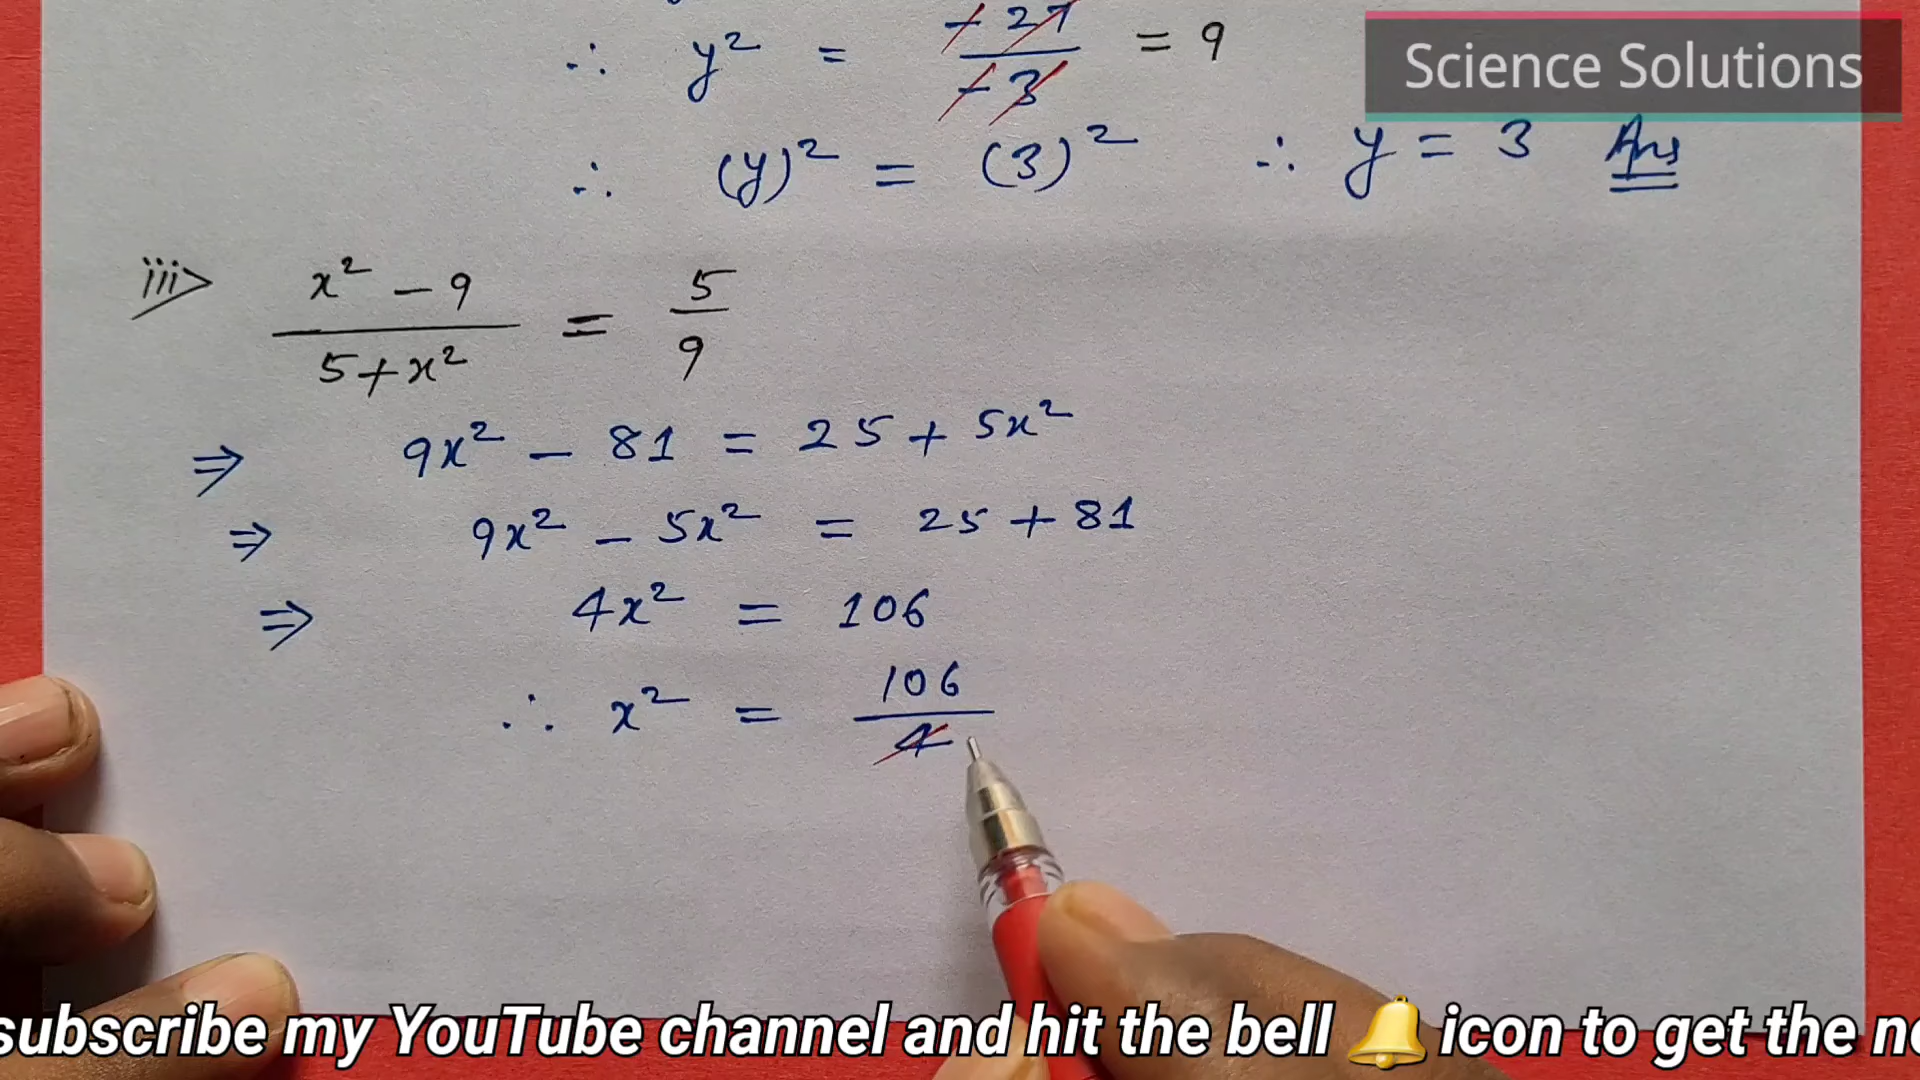 ∴ y² = -27/-3 = 9
Science Solutions
∴ (y)² = (3)² ∴ y = 3 Ans
iii> x² - 9 / 5+x² = 5/9
⇒ 9x² - 81 = 25 + 5x²
⇒ 9x² - 5x² = 25 + 81
⇒ 4x² = 106
∴ x² = 106/4
subscribe my YouTube channel and hit the bell 🔔 icon to get the